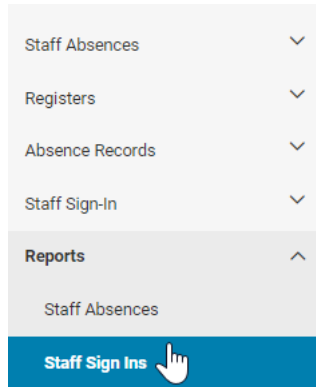 Staff Absences
Registers
Absence Records
Staff Sign-In
Reports
Staff Absences
Staff Sign Ins